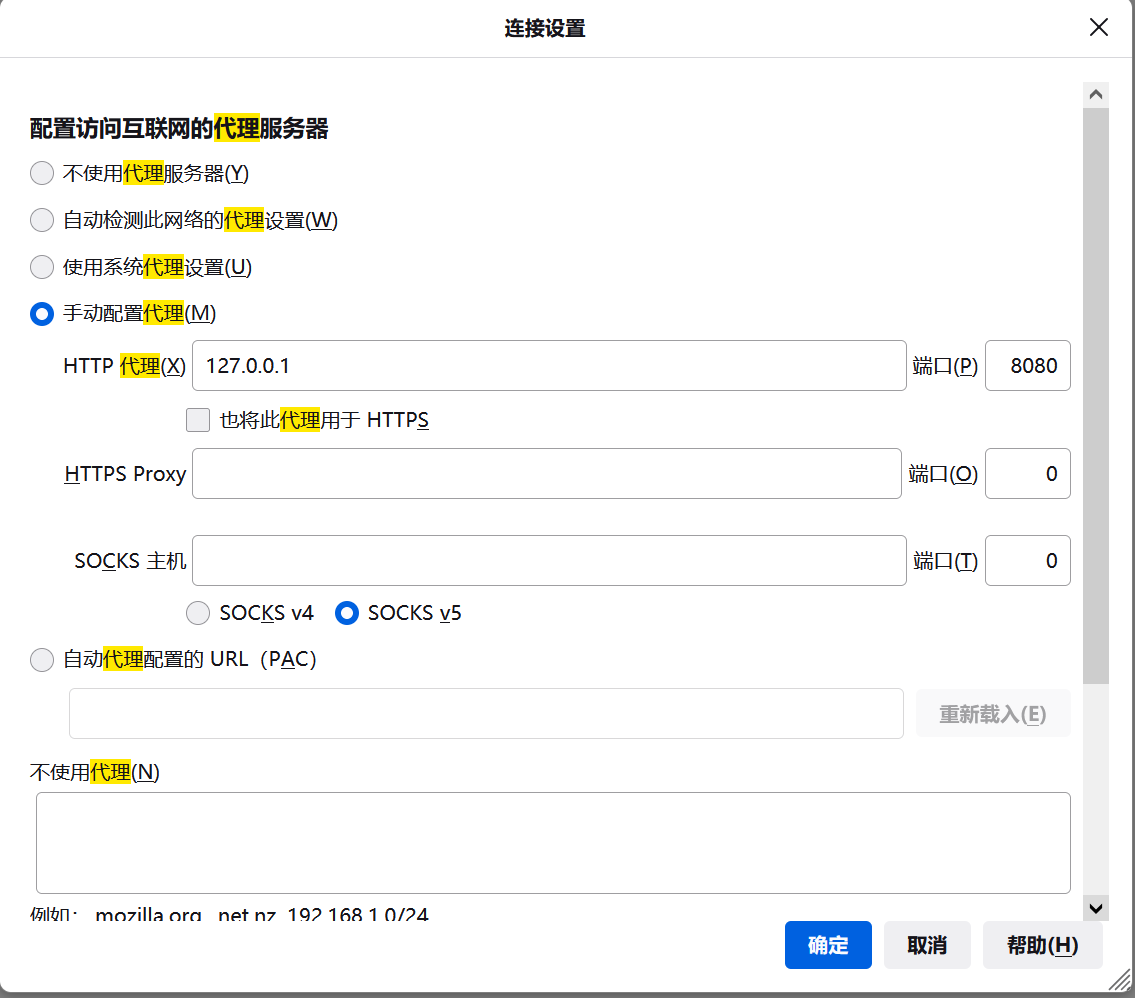 连接设置
配置访问互联网的代理服务器
不使用代理服务器(Y)
自动检测此网络的代理设置(W)
使用系统代理设置(U)
手动配置代理(M)
HTTP 代理(X) 127.0.0.1 端口(P) 8080
也将此代理用于 HTTPS
HTTPS Proxy 端口(O) 0
SOCKS 主机 端口(T) 0
SOCKS v4 SOCKS v5
自动代理配置的 URL（PAC）
重新载入(E)
不使用代理(N)
例如：.mozilla.org, .net.nz, 192.168.1.0/24
确定 取消 帮助(H)